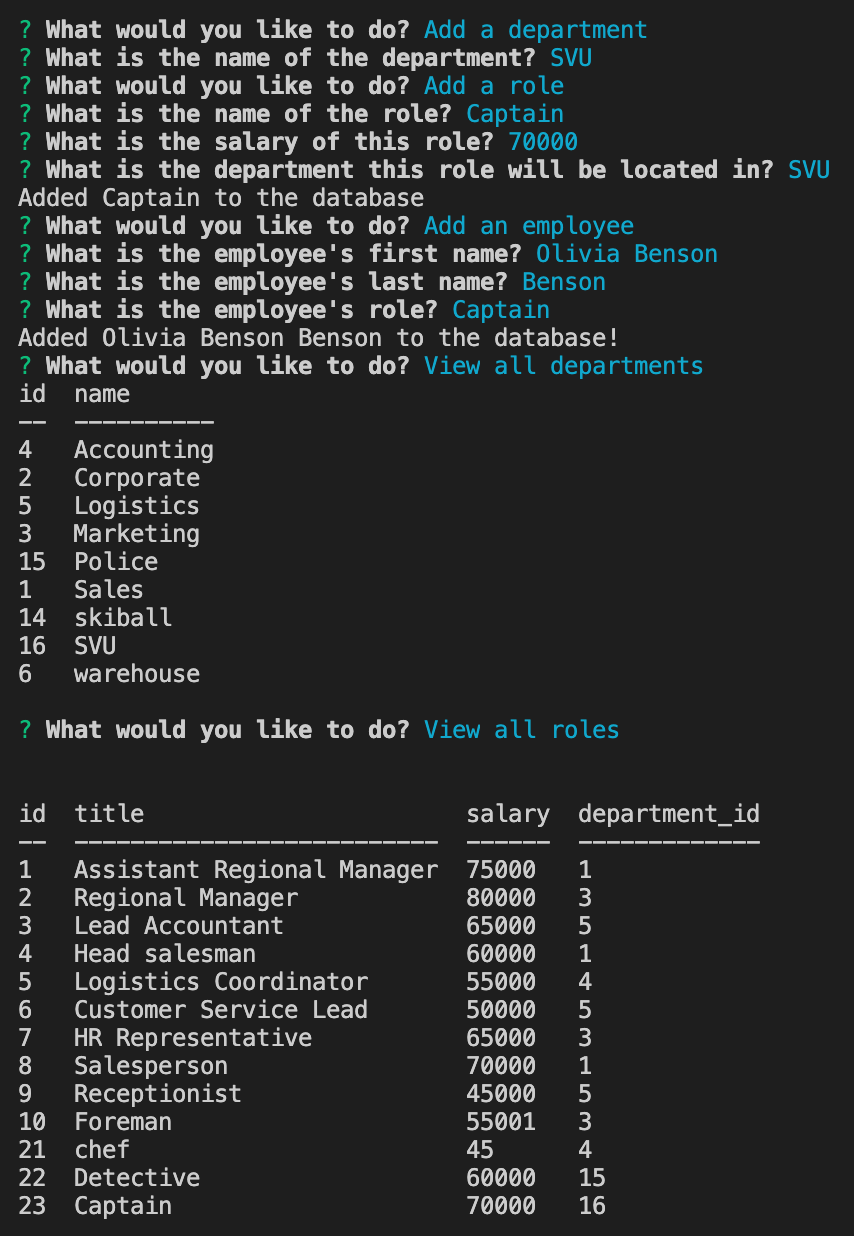 ? What would you like to do? Add a department
? What is the name of the department? SVU
? What would you like to do? Add a role
? What is the name of the role? Captain
? What is the salary of this role? 70000
? What is the department this role will be located in? SVU
Added Captain to the database
? What would you like to do? Add an employee
? What is the employee's first name? Olivia Benson
? What is the employee's last name? Benson
? What is the employee's role? Captain
Added Olivia Benson Benson to the database!
? What would you like to do? View all departments
id  name
--  ----------
4   Accounting
2   Corporate
5   Logistics
3   Marketing
15  Police
1   Sales
14  skiball
16  SVU
6   warehouse
? What would you like to do? View all roles
id  title                       salary  department_id
--  --------------------------  ------  -------------
1   Assistant Regional Manager  75000   1
2   Regional Manager            80000   3
3   Lead Accountant             65000   5
4   Head salesman               60000   1
5   Logistics Coordinator       55000   4
6   Customer Service Lead       50000   5
7   HR Representative           65000   3
8   Salesperson                 70000   1
9   Receptionist                45000   5
10  Foreman                     55001   3
21  chef                        45      4
22  Detective                   60000   15
23  Captain                     70000   16